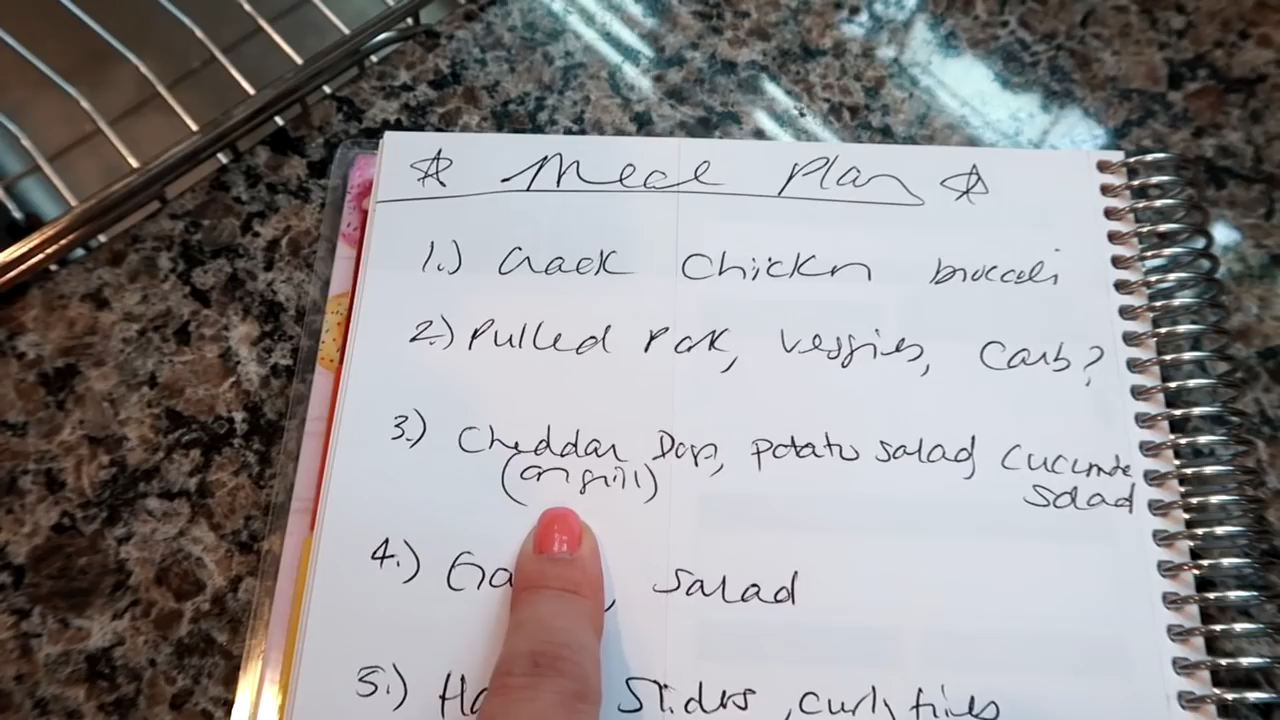 ☆ Meal Plan ☆
1.) Crack Chickn broccoli
2.) Pulled Pork, veggies, Carb?
3.) Cheddar Dogs, potato salad, Cucumber
(on grill) salad
4.) , Salad
5.) Sliders, curly fries